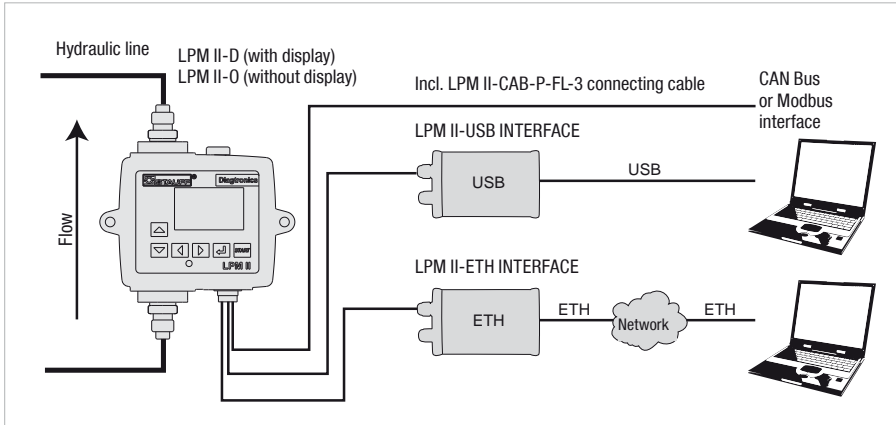 Hydraulic line
LPM II-D (with display)
LPM II-O (without display)
Incl. LPM II-CAB-P-FL-3 connecting cable
CAN Bus
or Modbus
interface
LPM II-USB INTERFACE
USB
USB
STAUFF®
Diagtronics
Flow
START
LPM II
LPM II-ETH INTERFACE
ETH
ETH
Network
ETH